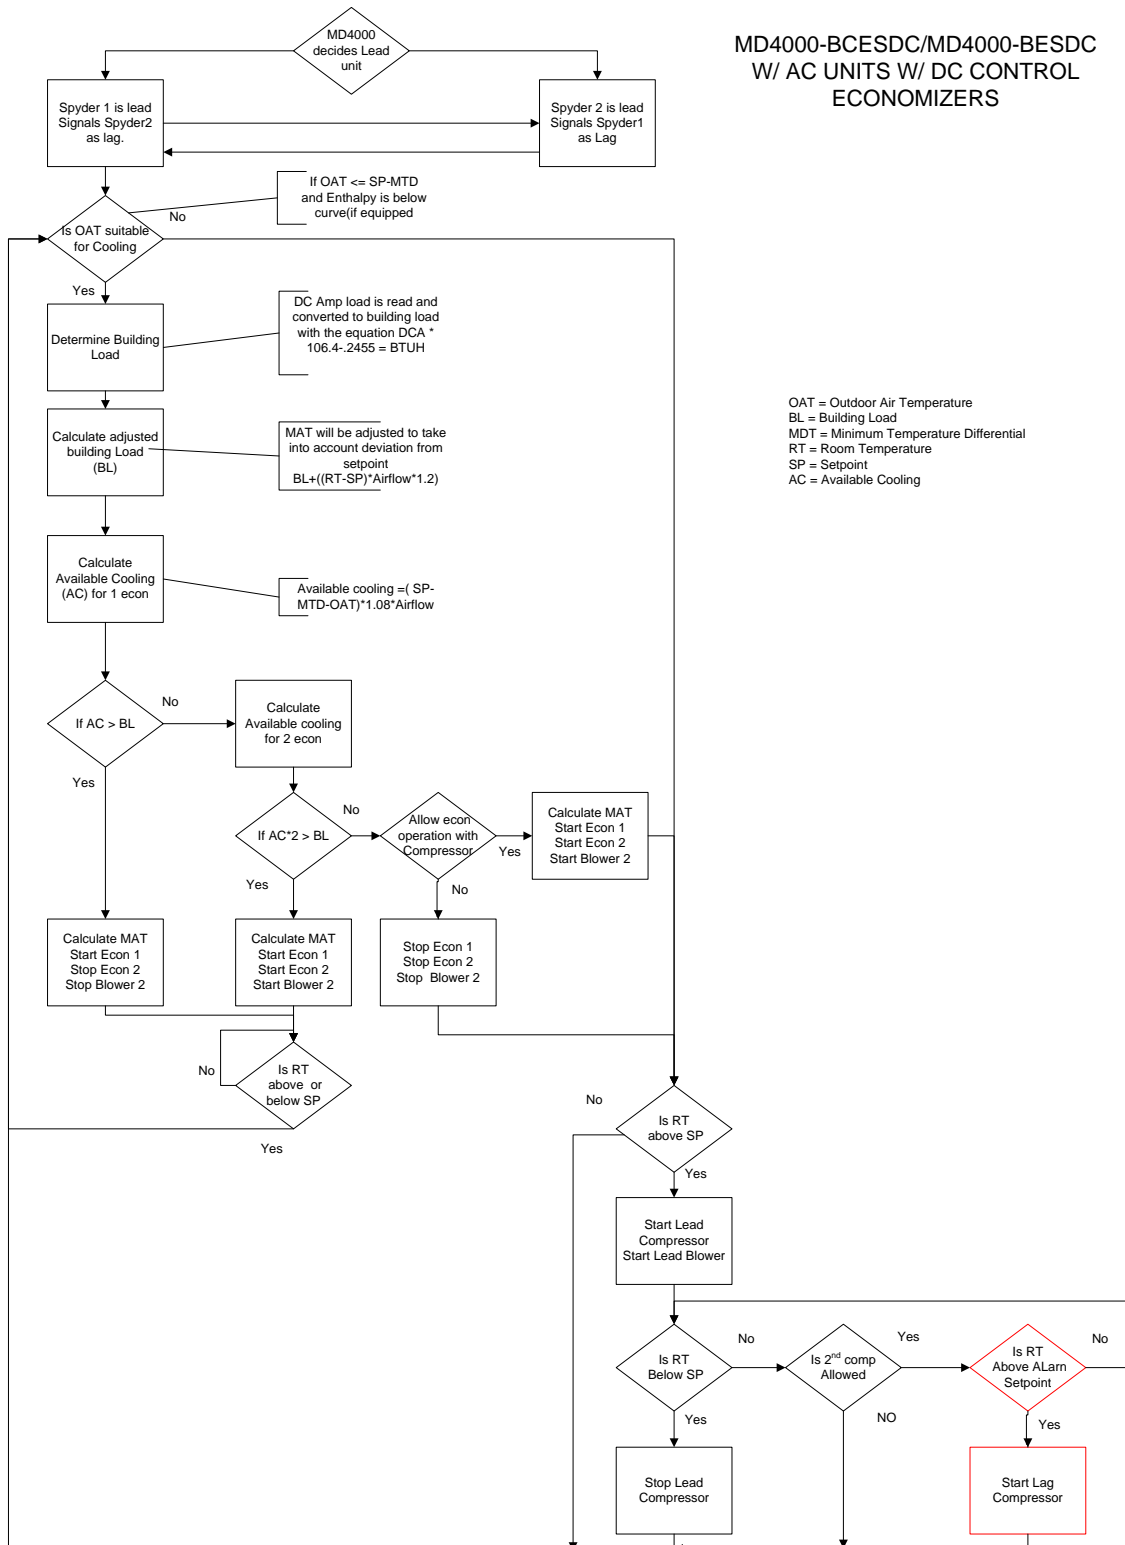 MD4000-BCESDC/MD4000-BESDC
W/ AC UNITS W/ DC CONTROL
ECONOMIZERS
MD4000
decides Lead
unit
Spyder 1 is lead
Signals Spyder2
as lag.
Spyder 2 is lead
Signals Spyder1
as Lag
If OAT <= SP-MTD
and Enthalpy is below
curve(if equipped
No
Is OAT suitable
for Cooling
Yes
DC Amp load is read and
converted to building load
with the equation DCA *
106.4-.2455 = BTUH
Determine Building
Load
OAT = Outdoor Air Temperature
BL = Building Load
MDT = Minimum Temperature Differential
RT = Room Temperature
SP = Setpoint
AC = Available Cooling
Calculate adjusted
building Load
(BL)
MAT will be adjusted to take
into account deviation from
setpoint
BL+((RT-SP)*Airflow*1.2)
Calculate
Available Cooling
(AC) for 1 econ
Available cooling =( SP-
MTD-OAT)*1.08*Airflow
If AC > BL
No
Calculate
Available cooling
for 2 econ
Yes
If AC*2 > BL
No
Allow econ
operation with
Compressor
Yes
Calculate MAT
Start Econ 1
Start Econ 2
Start Blower 2
Yes
No
Calculate MAT
Start Econ 1
Stop Econ 2
Stop Blower 2
Calculate MAT
Start Econ 1
Start Econ 2
Start Blower 2
Stop Econ 1
Stop Econ 2
Stop  Blower 2
No
Is RT
above  or
below SP
Yes
No
Is RT
above SP
Yes
Start Lead
Compressor
Start Lead Blower
Is RT
Below SP
No
Is 2nd comp
Allowed
Yes
Is RT
Above ALarn
Setpoint
No
Yes
NO
Yes
Stop Lead
Compressor
Start Lag
Compressor